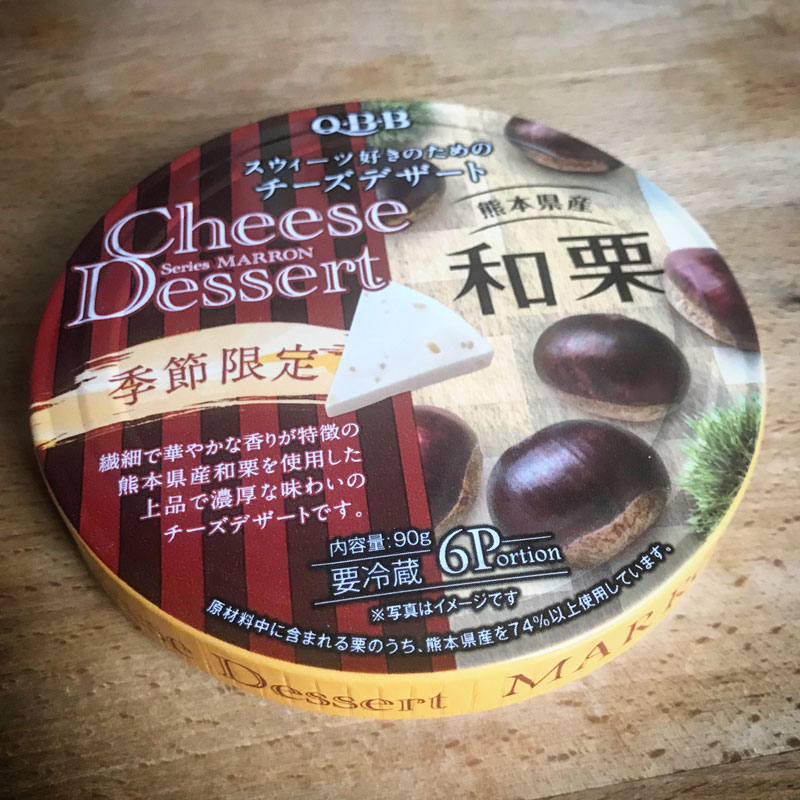 Q・B・B
スウィーツ好きのための
チーズデザート
Cheese
Series MARRON
Dessert
熊本県産
和栗
季節限定
繊細で華やかな香りが特徴の
熊本県産和栗を使用した
上品で濃厚な味わいの
チーズデザートです。
内容量:90g
要冷蔵
6Portion
※写真はイメージです
原材料中に含まれる栗のうち、熊本県産を74%以上使用しています。
Dessert MAR